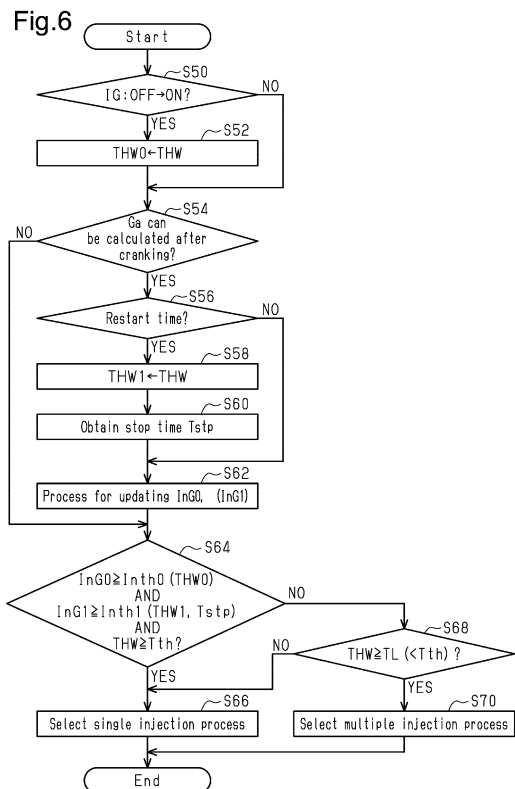 Fig.6
Start
S50
IG:OFF→ON?
NO
YES
S52
THW0←THW
S54
Ga can
be calculated after
cranking?
NO
YES
S56
Restart time?
NO
YES
S58
THW1←THW
S60
Obtain stop time Tstp
S62
Process for updating InG0, (InG1)
S64
InG0≧Inth0 (THW0)
AND
InG1≧Inth1 (THW1, Tstp)
AND
THW≧Tth?
NO
YES
S68
THW≧TL (<Tth) ?
NO
YES
S66
Select single injection process
S70
Select multiple injection process
End